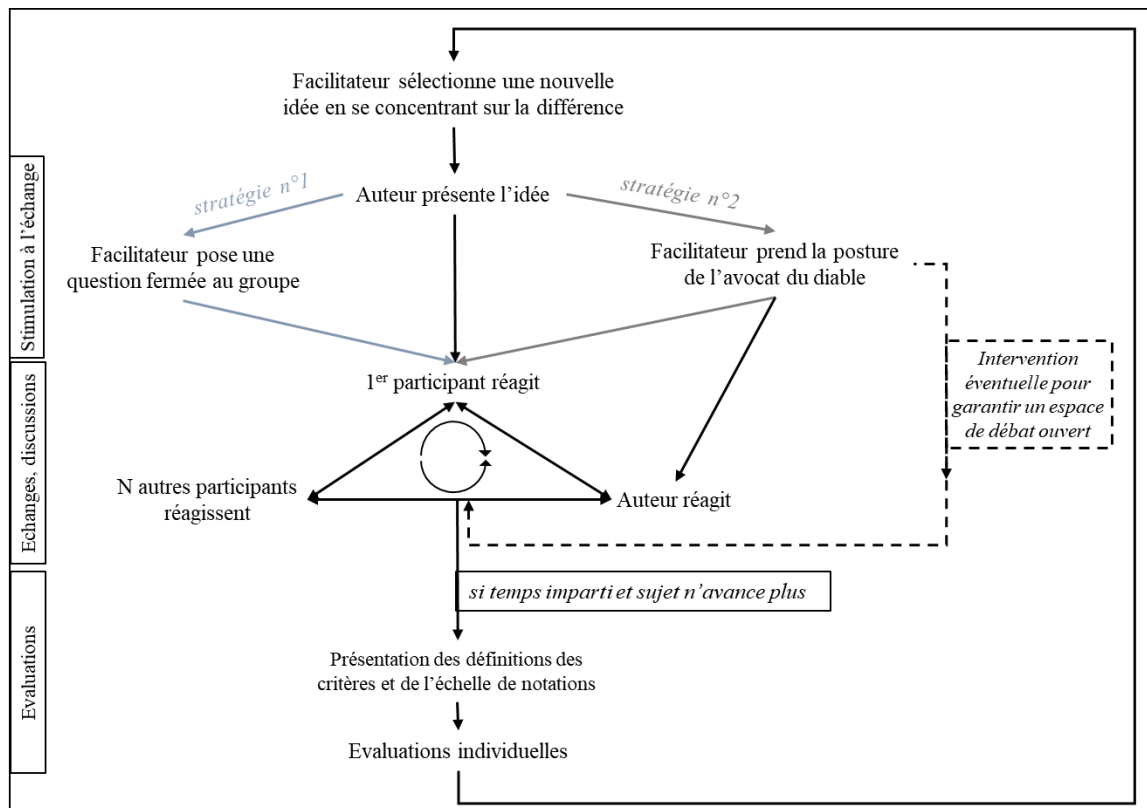 Facilitateur sélectionne une nouvelle
idée en se concentrant sur la différence
Stimulation à l'échange
stratégie n°1
Auteur présente l'idée
stratégie n°2
Facilitateur pose une
question fermée au groupe
Facilitateur prend la posture
de l'avocat du diable
Intervention
éventuelle pour
garantir un espace
de débat ouvert
Echanges, discussions
1er participant réagit
N autres participants
réagissent
Auteur réagit
Evaluations
si temps imparti et sujet n'avance plus
Présentation des définitions des
critères et de l'échelle de notations
Evaluations individuelles